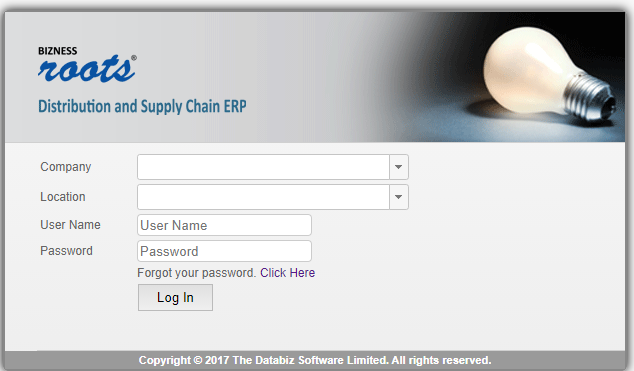 BIZNESS
roots®
Distribution and Supply Chain ERP
Company
Location
User Name User Name
Password Password
Forgot your password. Click Here
Log In
Copyright © 2017 The Databiz Software Limited. All rights reserved.